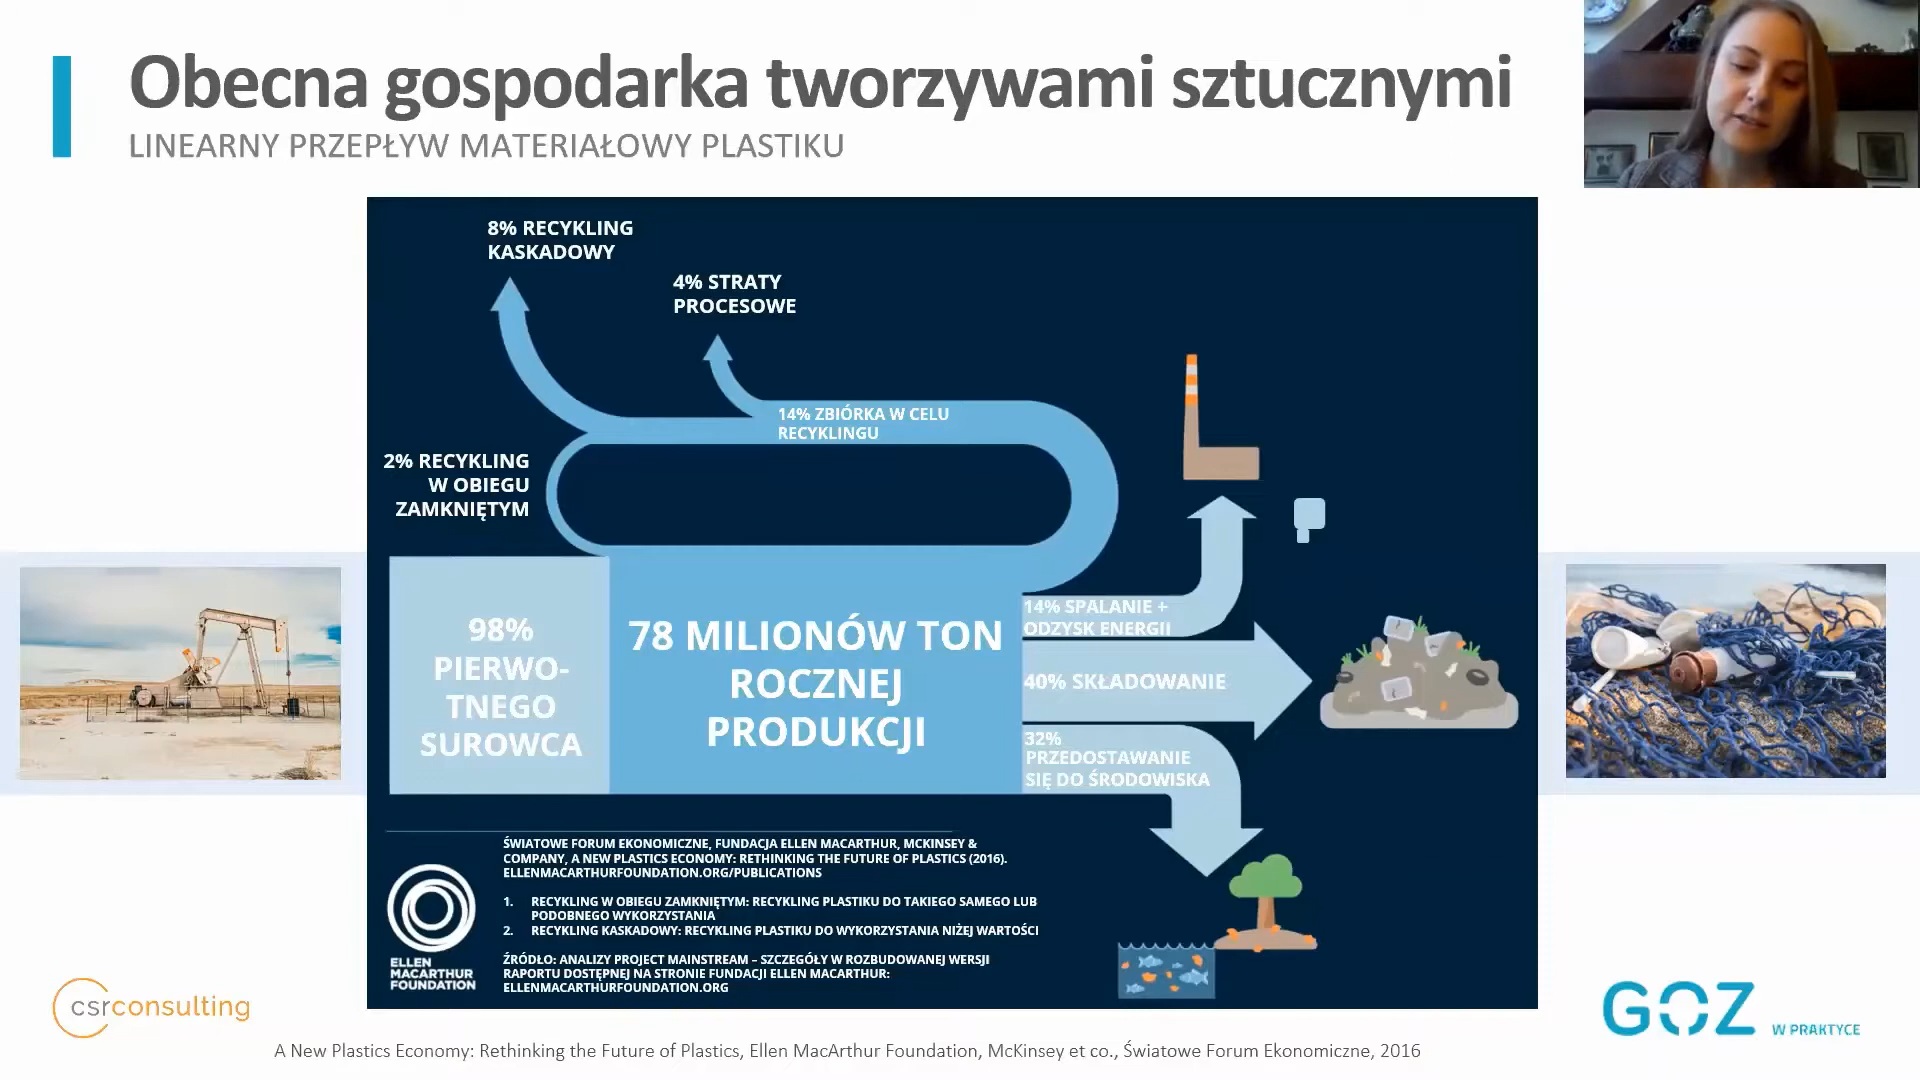 Obecna gospodarka tworzywami sztucznymi
LINEARNY PRZEPŁYW MATERIAŁOWY PLASTIKU
8% RECYKLING
KASKADOWY
4% STRATY
PROCESOWE
14% ZBIÓRKA W CELU
RECYKLINGU
2% RECYKLING
W OBIEGU
ZAMKNIĘTYM
98%
PIERWO-
TNEGO
SUROWCA
78 MILIONÓW TON
ROCZNEJ
PRODUKCJI
14% SPALANIE +
ODZYSK ENERGII
40% SKŁADOWANIE
32%
PRZEDOSTAWANIE
SIĘ DO ŚRODOWISKA
ŚWIATOWE FORUM EKONOMICZNE, FUNDACJA ELLEN MACARTHUR, MCKINSEY &
COMPANY, A NEW PLASTICS ECONOMY: RETHINKING THE FUTURE OF PLASTICS (2016).
ELLENMACARTHURFOUNDATION.ORG/PUBLICATIONS
1. RECYKLING W OBIEGU ZAMKNIĘTYM: RECYKLING PLASTIKU DO TAKIEGO SAMEGO LUB
PODOBNEGO WYKORZYSTANIA
2. RECYKLING KASKADOWY: RECYKLING PLASTIKU DO WYKORZYSTANIA NIŻEJ WARTOŚCI
ŹRÓDŁO: ANALIZY PROJECT MAINSTREAM – SZCZEGÓŁY W ROZBUDOWANEJ WERSJI
RAPORTU DOSTĘPNEJ NA STRONIE FUNDACJI ELLEN MACARTHUR:
ELLENMACARTHURFOUNDATION.ORG
ELLEN
MACARTHUR
FOUNDATION
csrconsulting
GOZ W PRAKTYCE
A New Plastics Economy: Rethinking the Future of Plastics, Ellen MacArthur Foundation, McKinsey et co., Światowe Forum Ekonomiczne, 2016